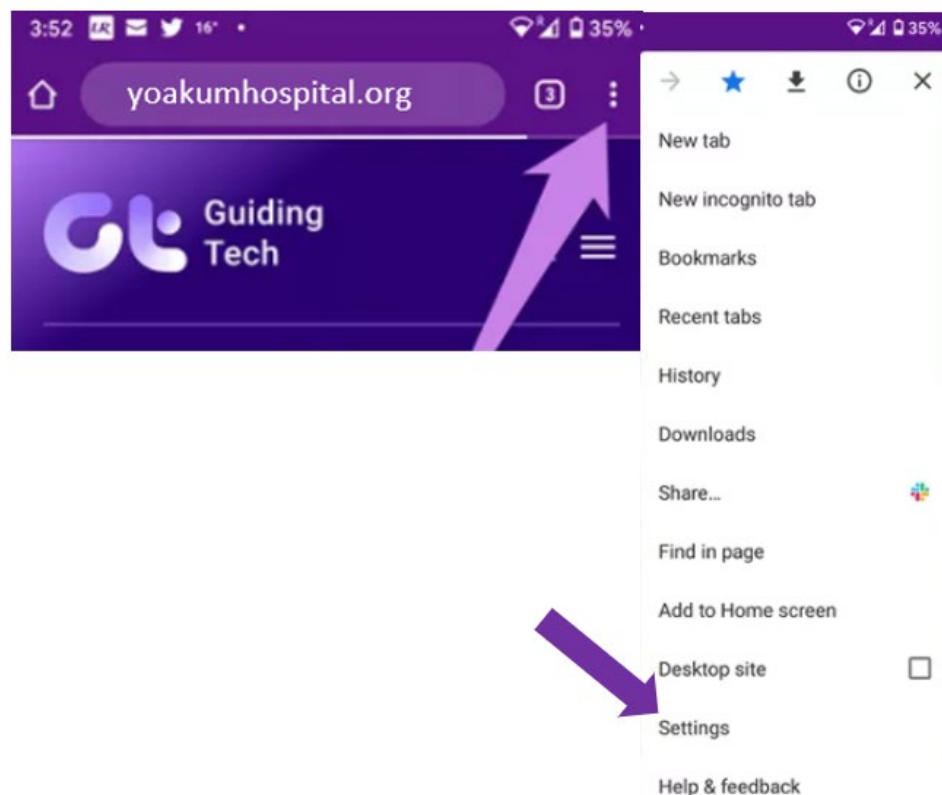 3:52 LR 16° • 35%
yoakumhospital.org 3
Guiding
Tech
35%
New tab
New incognito tab
Bookmarks
Recent tabs
History
Downloads
Share...
Find in page
Add to Home screen
Desktop site
Settings
Help & feedback